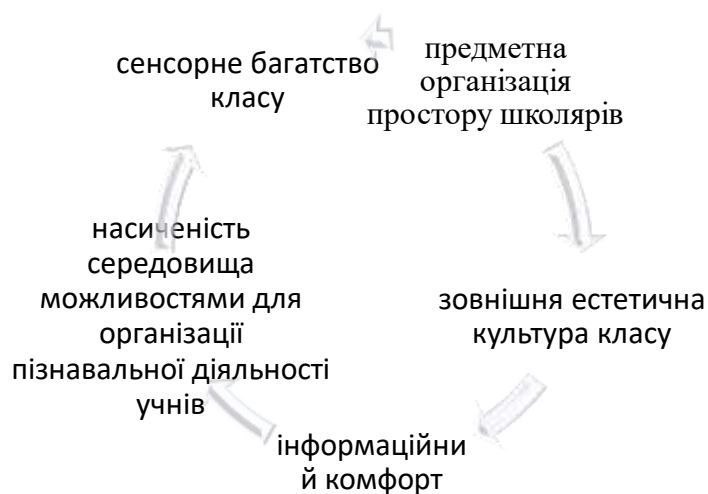 предметна
організація
простору школярів
зовнішня естетична
культура класу
інформаційни
й комфорт
насиченість
середовища
можливостями для
організації
пізнавальної діяльності
учнів
сенсорне багатство
класу